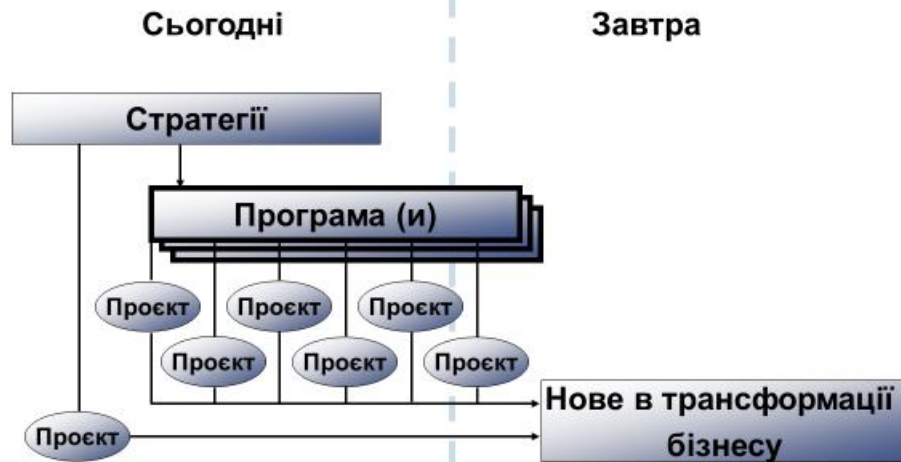 Сьогодні
Завтра
Стратегії
Програма (и)
Проєкт
Проєкт
Проєкт
Проєкт
Проєкт
Проєкт
Проєкт
Нове в трансформації
бізнесу